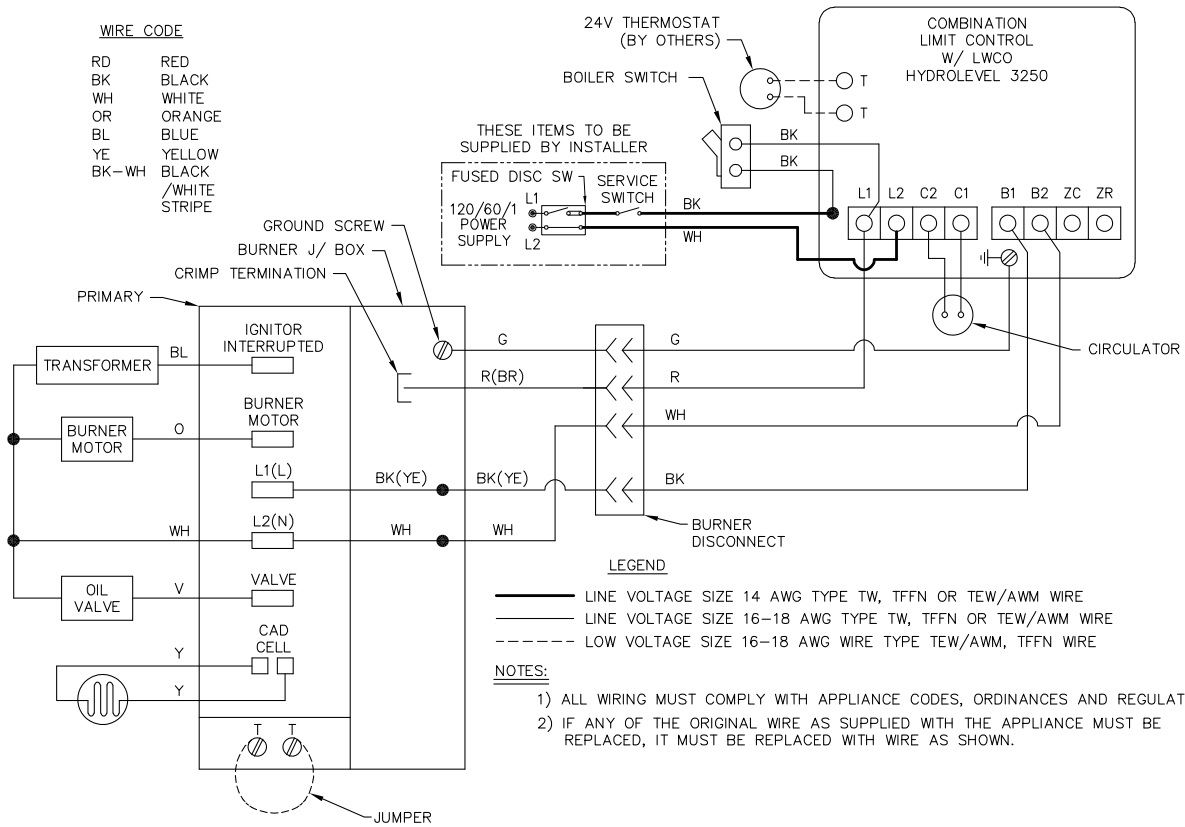 WIRE CODE
RD RED
BK BLACK
WH WHITE
OR ORANGE
BL BLUE
YE YELLOW
BK-WH BLACK
/WHITE
STRIPE
24V THERMOSTAT
(BY OTHERS)
BOILER SWITCH
COMBINATION
LIMIT CONTROL
W/ LWCO
HYDROLEVEL 3250
T
T
BK
BK
THESE ITEMS TO BE
SUPPLIED BY INSTALLER
FUSED DISC SW
SERVICE
SWITCH
L1
120/60/1
POWER
SUPPLY
L2
BK
WH
L1 L2 C2 C1 B1 B2 ZC ZR
GROUND SCREW
BURNER J/ BOX
CRIMP TERMINATION
PRIMARY
CIRCULATOR
IGNITOR
INTERRUPTED
TRANSFORMER
BL
G
G
R(BR)
R
BURNER
MOTOR
BURNER
MOTOR
O
WH
L1(L)
BK(YE)
BK(YE)
BK
L2(N)
WH
WH
WH
BURNER
DISCONNECT
OIL
VALVE
V
VALVE
CAD
CELL
Y
Y
T T
JUMPER
LEGEND
LINE VOLTAGE SIZE 14 AWG TYPE TW, TFFN OR TEW/AWM WIRE
LINE VOLTAGE SIZE 16-18 AWG TYPE TW, TFFN OR TEW/AWM WIRE
LOW VOLTAGE SIZE 16-18 AWG WIRE TYPE TEW/AWM, TFFN WIRE
NOTES:
1) ALL WIRING MUST COMPLY WITH APPLIANCE CODES, ORDINANCES AND REGULAT
2) IF ANY OF THE ORIGINAL WIRE AS SUPPLIED WITH THE APPLIANCE MUST BE
REPLACED, IT MUST BE REPLACED WITH WIRE AS SHOWN.